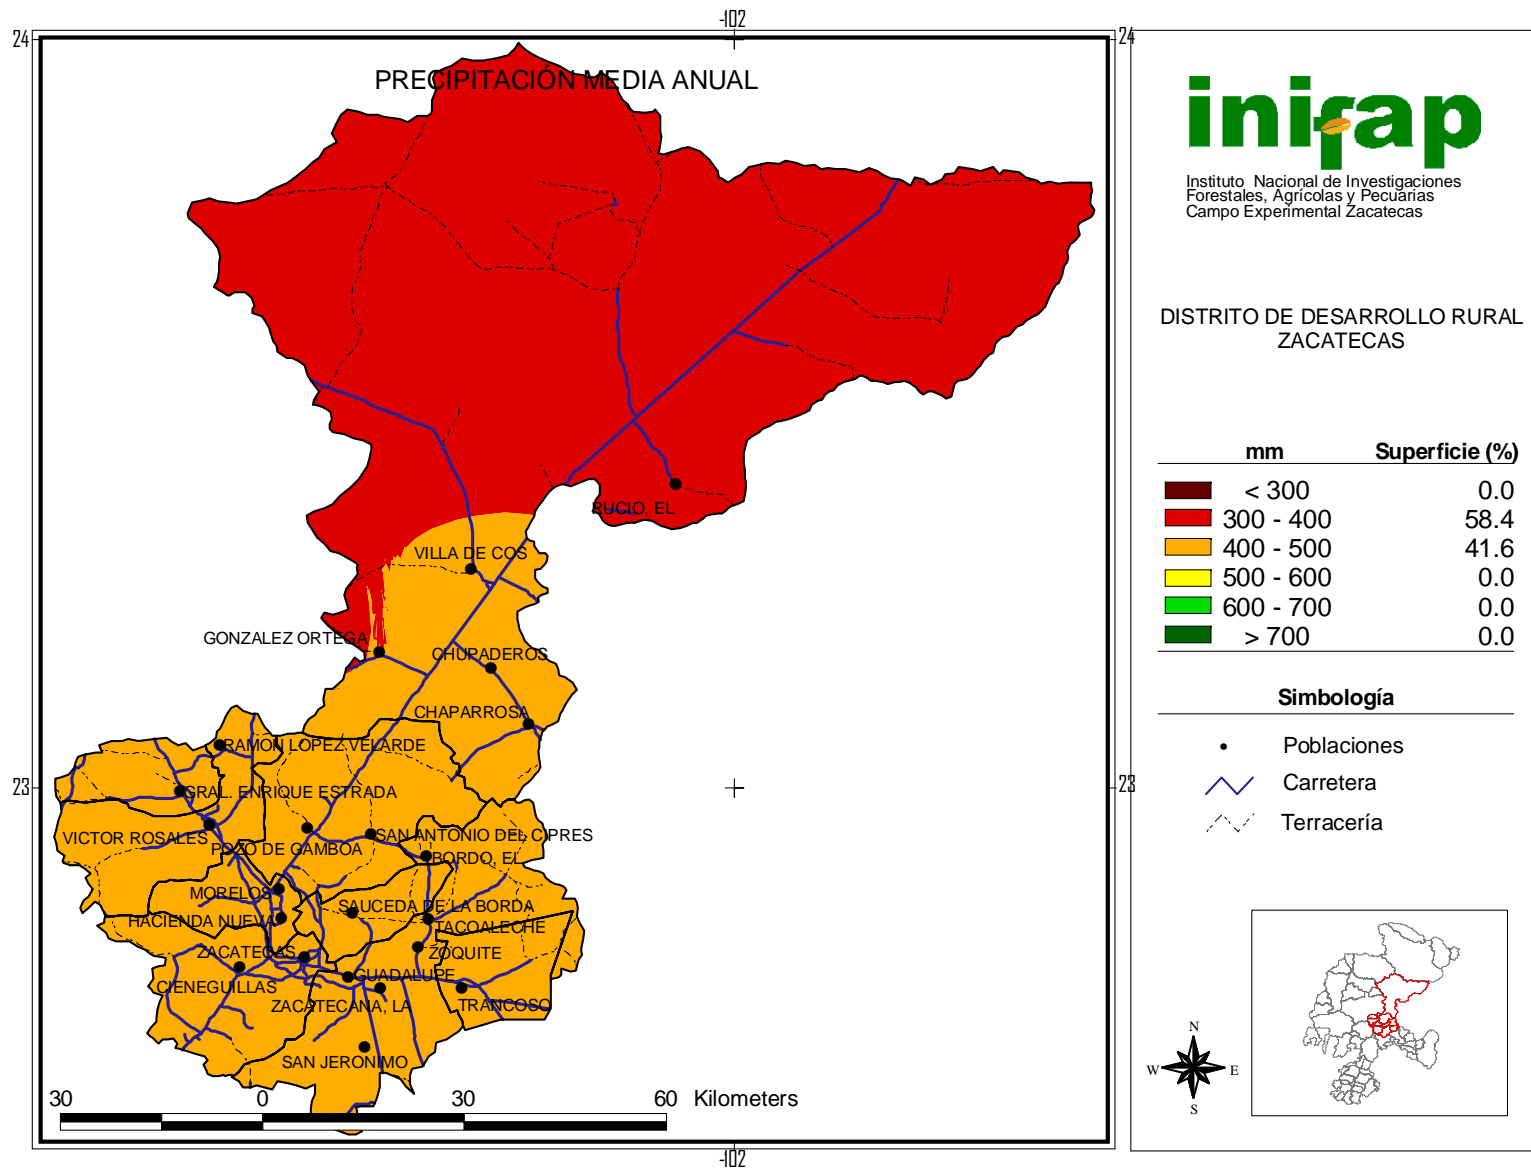 -102
24
24
PRECIPITACIÓN MEDIA ANUAL
inifap
Instituto Nacional de Investigaciones
Forestales, Agrícolas y Pecuarias
Campo Experimental Zacatecas
DISTRITO DE DESARROLLO RURAL
ZACATECAS
mm Superficie (%)
< 300 0.0
300 - 400 58.4
400 - 500 41.6
500 - 600 0.0
600 - 700 0.0
> 700 0.0
Simbología
Poblaciones
Carretera
Terracería
RUCIO, EL
VILLA DE COS
GONZALEZ ORTEGA
CHUPADEROS
CHAPARROSA
RAMON LOPEZ VELARDE
23
23
GRAL. ENRIQUE ESTRADA
VICTOR ROSALES
SAN ANTONIO DEL CIPRES
POZO DE GAMBOA
BORDO, EL
MORELOS
SAUCEDA DE LA BORDA
HACIENDA NUEVA
TACOALECHE
ZACATECAS
ZOQUITE
GUADALUPE
CIENEGUILLAS
ZACATECANA, LA
TRANCOSO
SAN JERONIMO
30 0 30 60 Kilometers
N
W E
S
-102